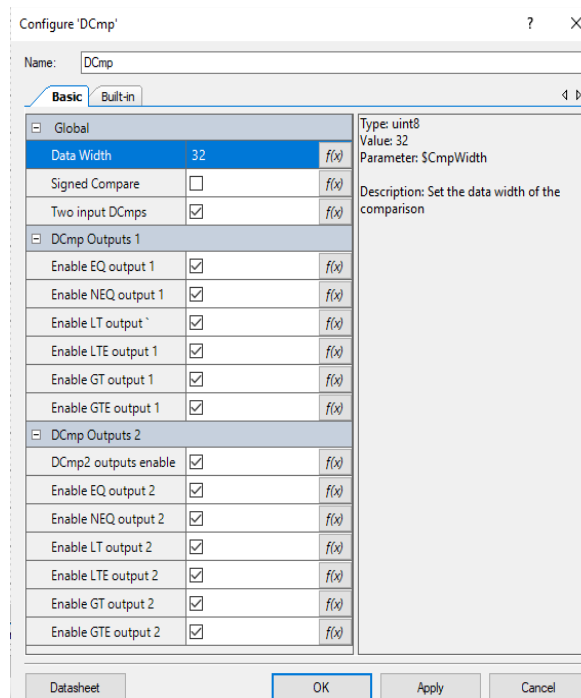 Configure 'DCmp' ? ×
Name: DCmp
Basic Built-in
Global
Data Width 32 f(x)
Signed Compare f(x)
Two input DCmps f(x)
DCmp Outputs 1
Enable EQ output 1 f(x)
Enable NEQ output 1 f(x)
Enable LT output ` f(x)
Enable LTE output 1 f(x)
Enable GT output 1 f(x)
Enable GTE output 1 f(x)
DCmp Outputs 2
DCmp2 outputs enable f(x)
Enable EQ output 2 f(x)
Enable NEQ output 2 f(x)
Enable LT output 2 f(x)
Enable LTE output 2 f(x)
Enable GT output 2 f(x)
Enable GTE output 2 f(x)
Type: uint8
Value: 32
Parameter: $CmpWidth
Description: Set the data width of the
comparison
Datasheet OK Apply Cancel